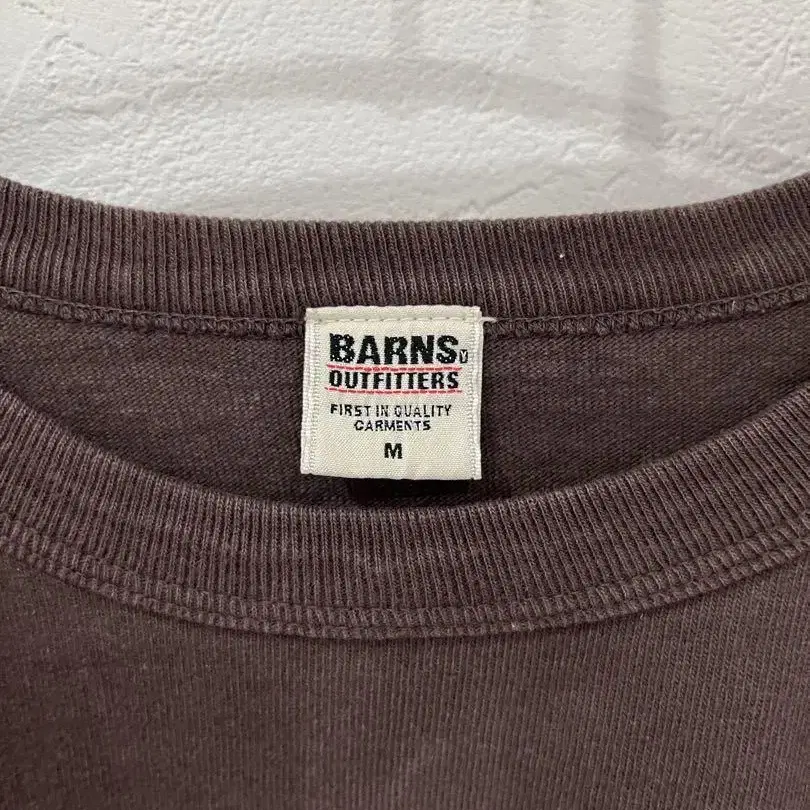 BARNS
OUTFITTERS
FIRST IN QUALITY
GARMENTS
M